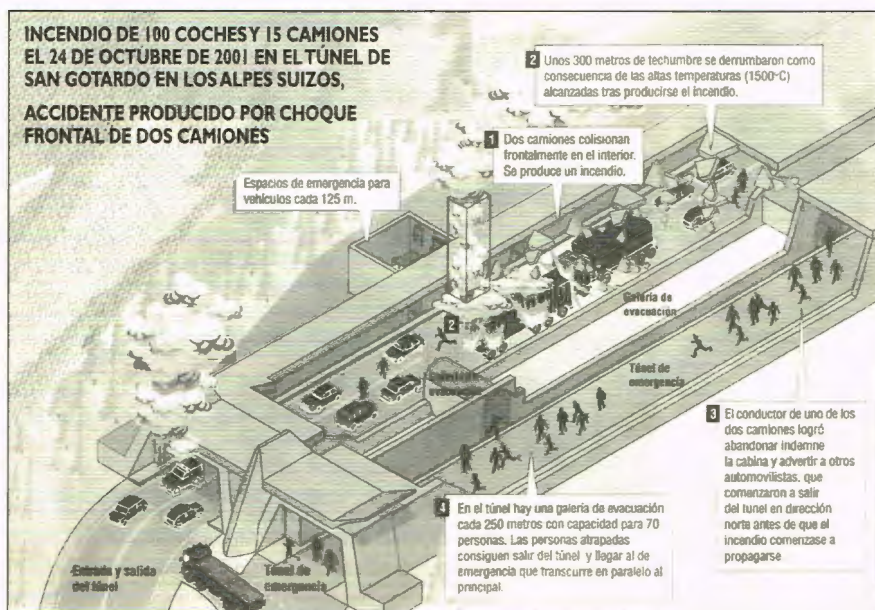 INCENDIO DE 100 COCHES Y 15 CAMIONES
EL 24 DE OCTUBRE DE 2001 EN EL TÚNEL DE
SAN GOTARDO EN LOS ALPES SUIZOS,
ACCIDENTE PRODUCIDO POR CHOQUE
FRONTAL DE DOS CAMIONES
2 Unos 300 metros de techumbre se derrumbaron como
consecuencia de las altas temperaturas (1500ºC)
alcanzadas tras producirse el incendio.
1 Dos camiones colisionan
frontalmente en el interior.
Se produce un incendio.
Espacios de emergencia para
vehículos cada 125 m.
Galería de
evacuación
2
evacuación
Túnel de
emergencia
3 El conductor de uno de los
dos camiones logró
abandonar indemne
la cabina y advertir a otros
automovilistas, que
comenzaron a salir
del tunel en dirección
norte antes de que el
incendio comenzase a
propagarse
4 En el túnel hay una galería de evacuación
cada 250 metros con capacidad para 70
personas. Las personas atrapadas
consiguen salir del túnel y llegar al de
emergencia que transcurre en paralelo al
principal.
Entrada y salida
del túnel
Túnel de
emergencia